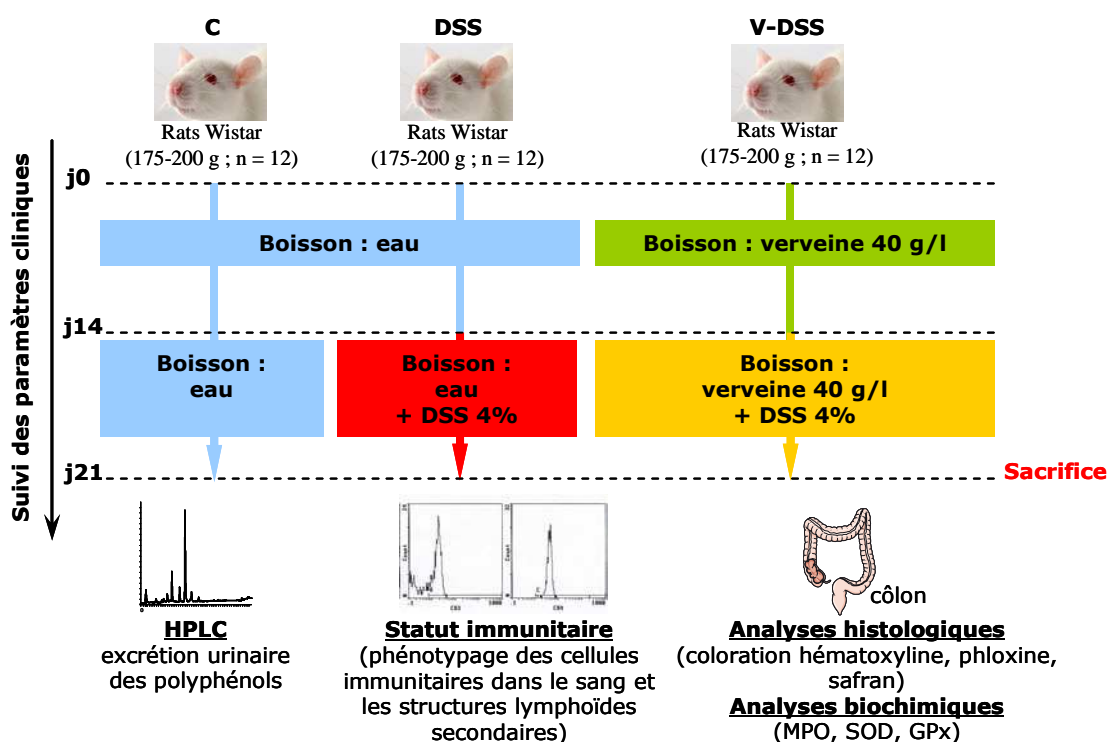 C
DSS
V-DSS
Rats Wistar
(175-200 g ; n = 12)
Rats Wistar
(175-200 g ; n = 12)
Rats Wistar
(175-200 g ; n = 12)
Suivi des paramètres cliniques
j0
Boisson : eau
Boisson : verveine 40 g/l
j14
Boisson :
eau
Boisson :
eau
+ DSS 4%
Boisson :
verveine 40 g/l
+ DSS 4%
j21
Sacrifice
côlon
HPLC
excrétion urinaire
des polyphénols
Statut immunitaire
(phénotypage des cellules
immunitaires dans le sang et
les structures lymphoïdes
secondaires)
Analyses histologiques
(coloration hématoxyline, phloxine,
safran)
Analyses biochimiques
(MPO, SOD, GPx)